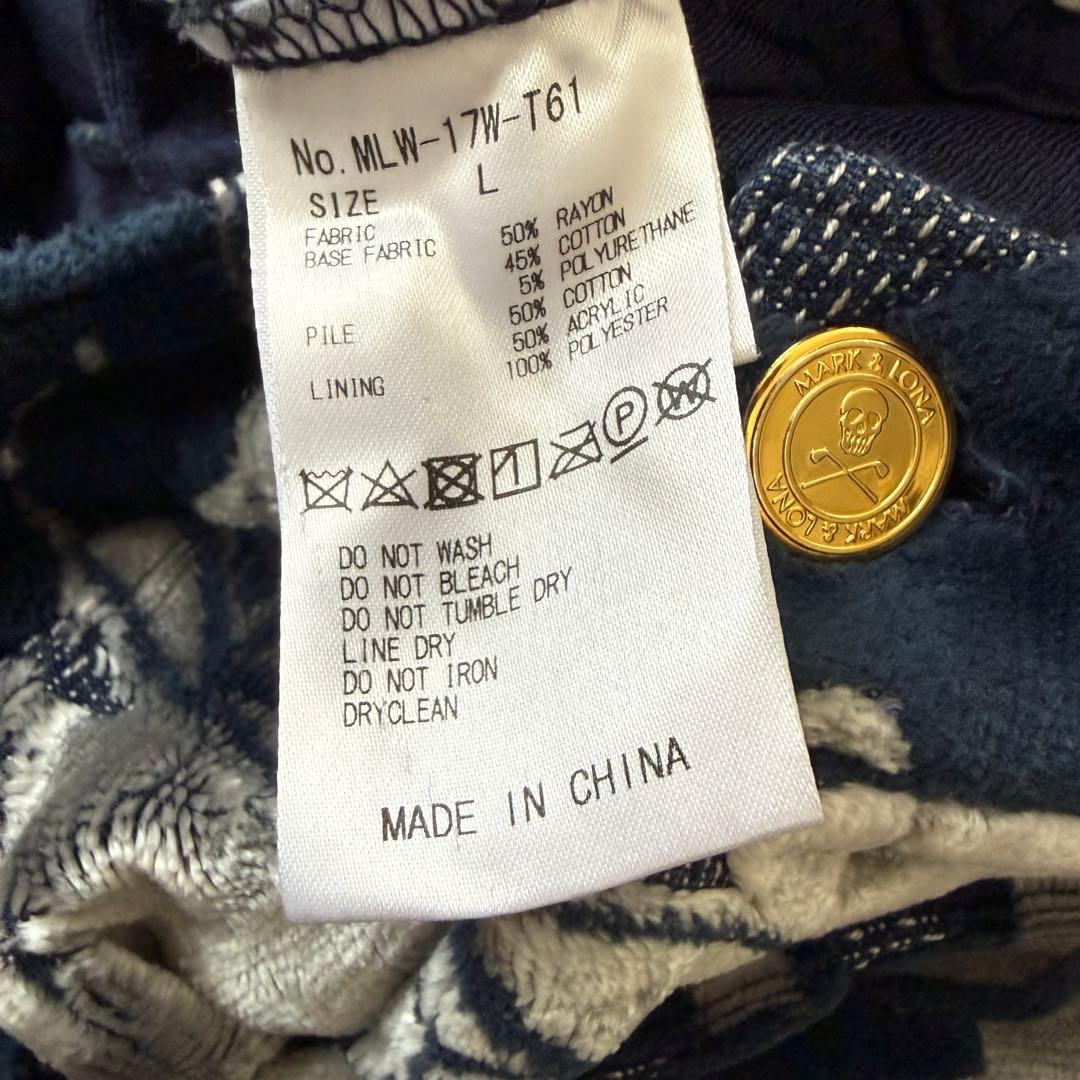 No. MLW-17W-T61
SIZE L
FABRIC
BASE FABRIC 50% RAYON
45% COTTON
5% POLYURETHANE
PILE 50% COTTON
50% ACRYLIC
LINING 100% POLYESTER
P W
DO NOT WASH
DO NOT BLEACH
DO NOT TUMBLE DRY
LINE DRY
DO NOT IRON
DRYCLEAN
MADE IN CHINA
MARK & LONA
MARK & LONA